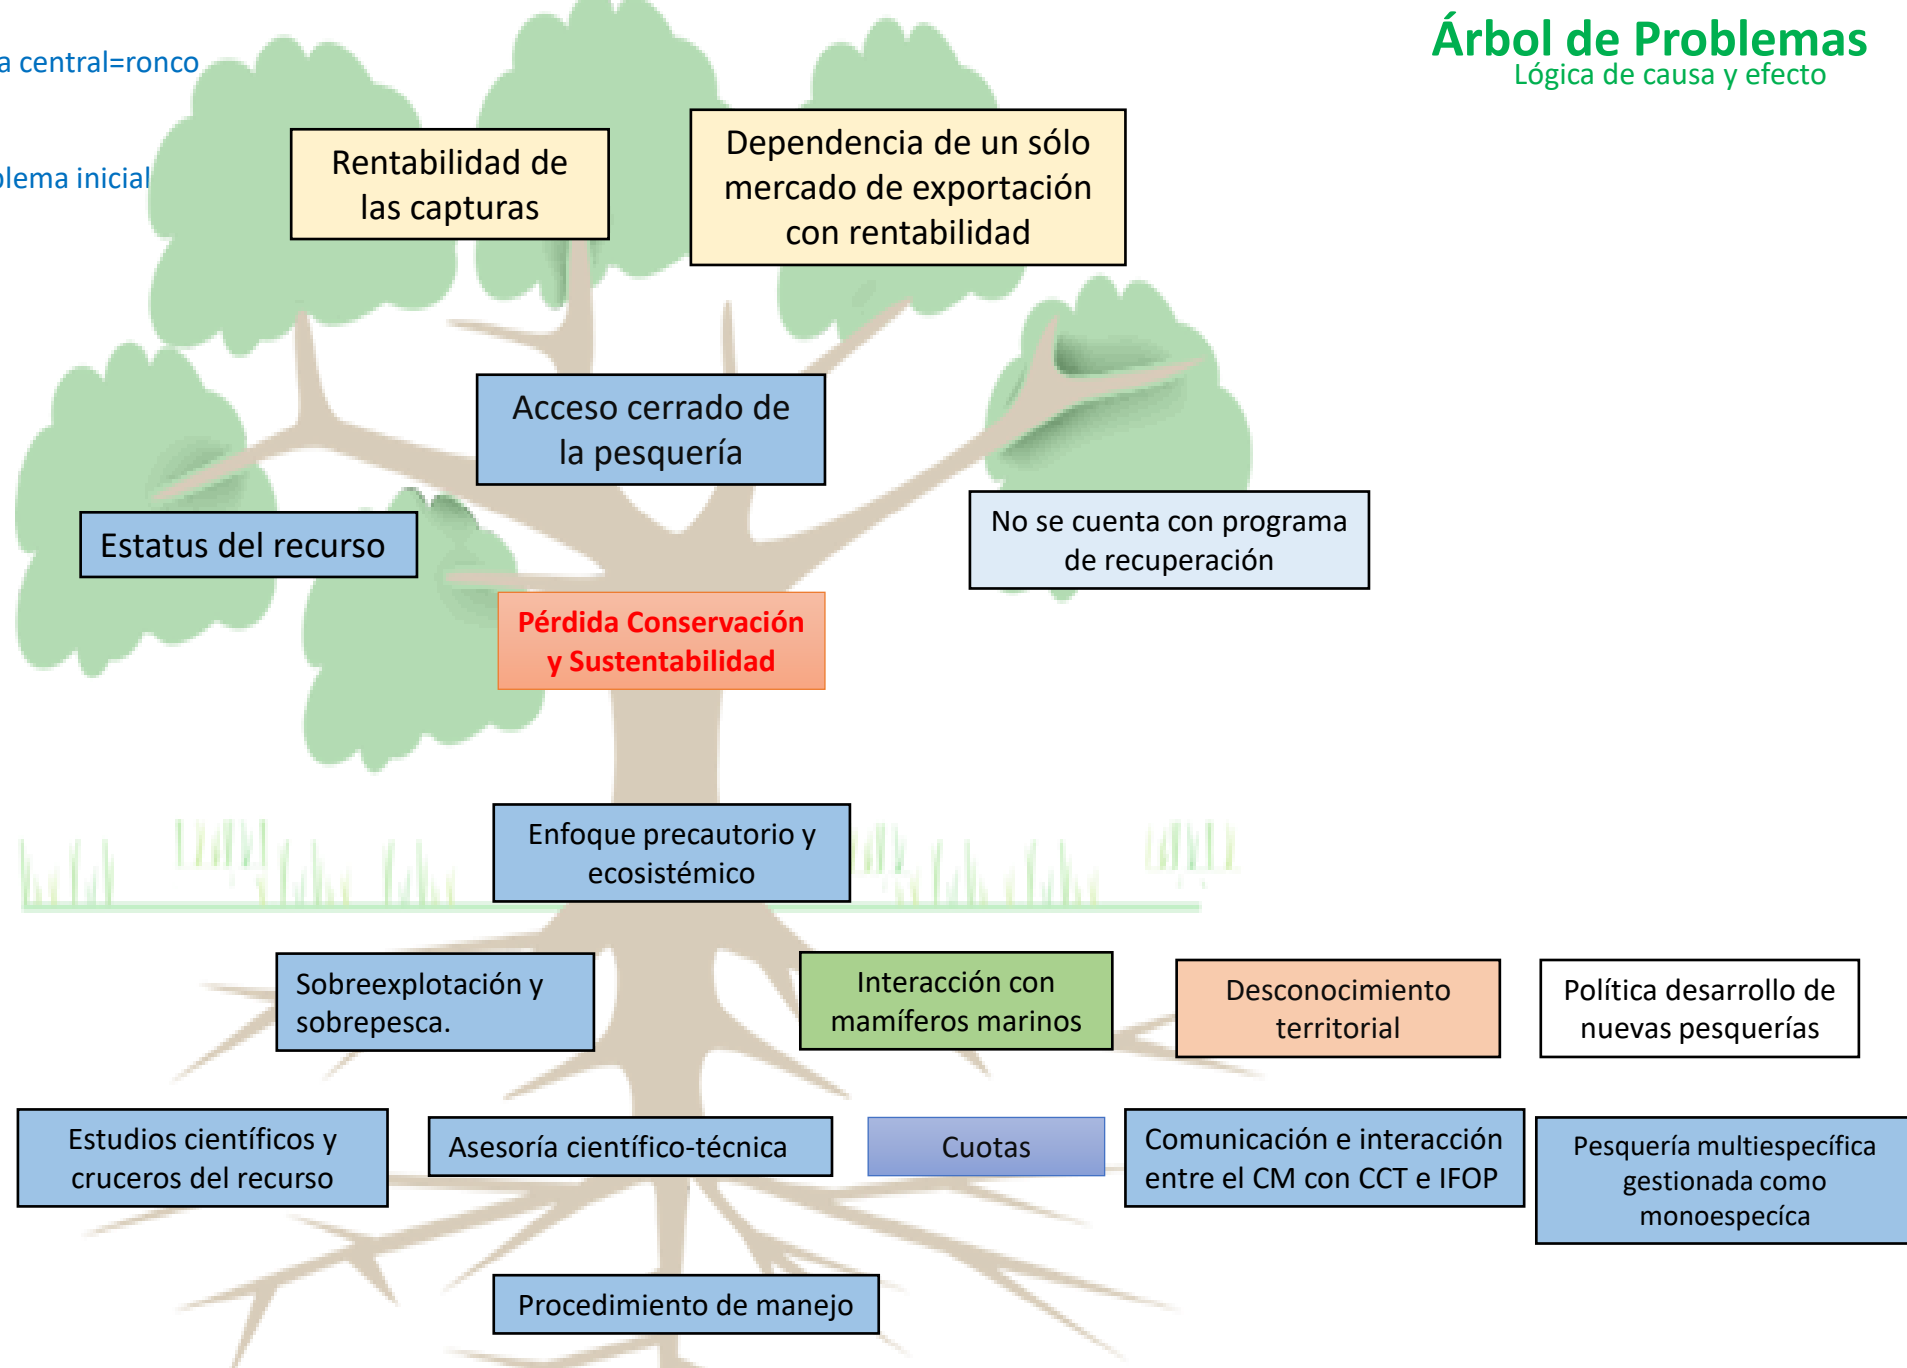 Árbol de Problemas
Lógica de causa y efecto
a central=ronco
blema inicial
Rentabilidad de
las capturas
Dependencia de un sólo
mercado de exportación
con rentabilidad
Acceso cerrado de
la pesquería
Estatus del recurso
No se cuenta con programa
de recuperación
Pérdida Conservación
y Sustentabilidad
Enfoque precautorio y
ecosistémico
Sobreexplotación y
sobrepesca.
Interacción con
mamíferos marinos
Desconocimiento
territorial
Política desarrollo de
nuevas pesquerías
Estudios científicos y
cruceros del recurso
Asesoría científico-técnica
Cuotas
Comunicación e interacción
entre el CM con CCT e IFOP
Pesquería multiespecífica
gestionada como
monoespecíca
Procedimiento de manejo